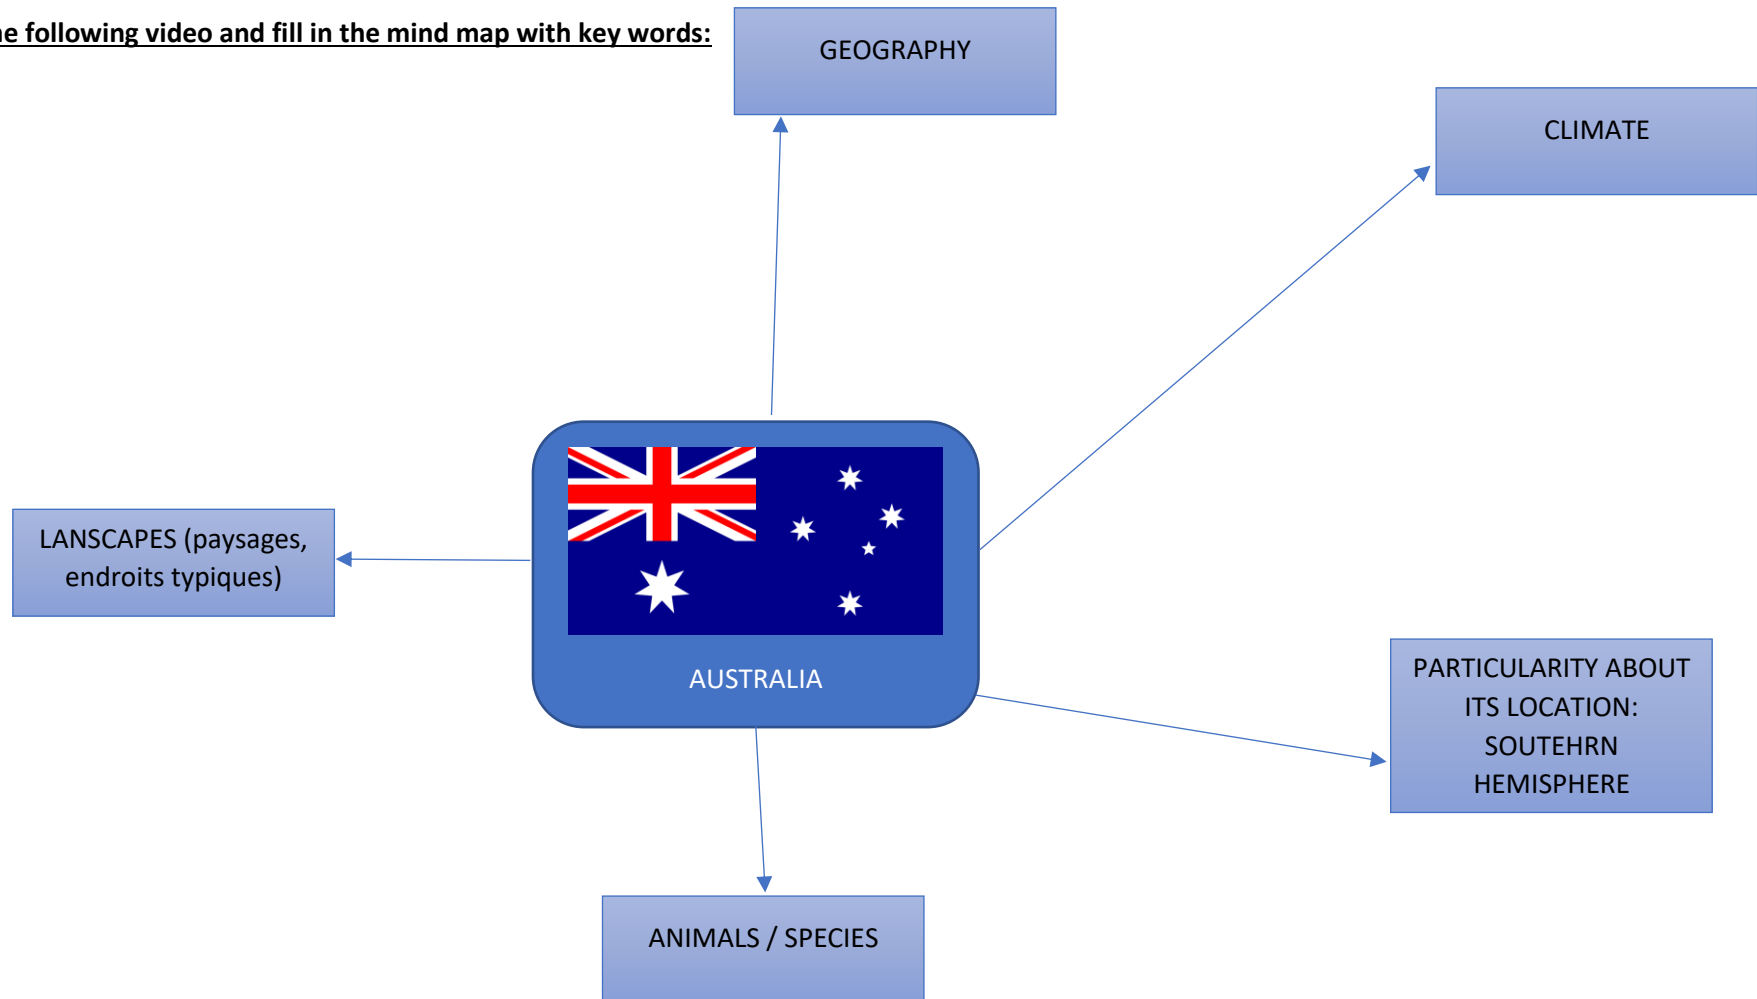 he following video and fill in the mind map with key words:
GEOGRAPHY
CLIMATE
LANSCAPES (paysages,
endroits typiques)
AUSTRALIA
PARTICULARITY ABOUT
ITS LOCATION:
SOUTEHRN
HEMISPHERE
ANIMALS / SPECIES